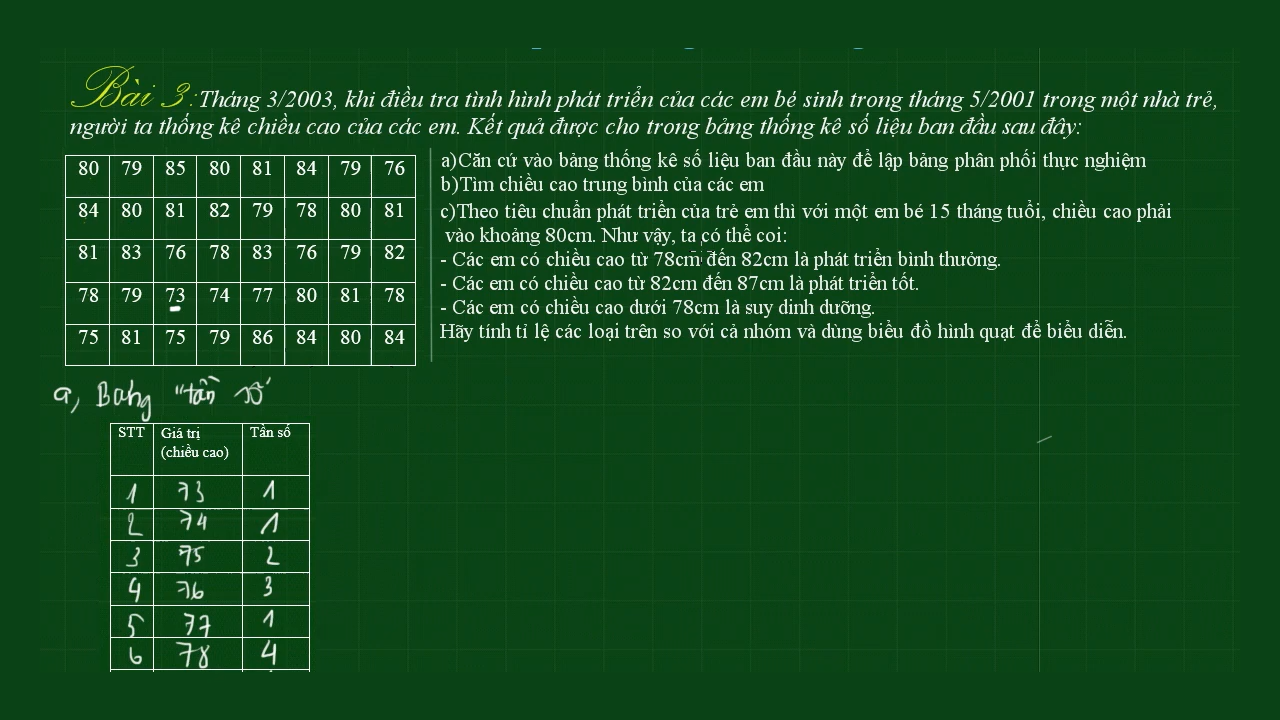 Bài 3:Tháng 3/2003, khi điều tra tình hình phát triển của các em bé sinh trong tháng 5/2001 trong một nhà trẻ,
người ta thống kê chiều cao của các em. Kết quả được cho trong bảng thống kê số liệu ban đầu sau đây:
80 79 85 80 81 84 79 76
84 80 81 82 79 78 80 81
81 83 76 78 83 76 79 82
78 79 73 74 77 80 81 78
75 81 75 79 86 84 80 84
a)Căn cứ vào bảng thống kê số liệu ban đầu này để lập bảng phân phối thực nghiệm
b)Tìm chiều cao trung bình của các em
c)Theo tiêu chuẩn phát triển của trẻ em thì với một em bé 15 tháng tuổi, chiều cao phải
vào khoảng 80cm. Như vậy, ta có thể coi:
- Các em có chiều cao từ 78cm đến 82cm là phát triển bình thường.
- Các em có chiều cao từ 82cm đến 87cm là phát triển tốt.
- Các em có chiều cao dưới 78cm là suy dinh dưỡng.
Hãy tính tỉ lệ các loại trên so với cả nhóm và dùng biểu đồ hình quạt để biểu diễn.
a, Bảng "tần số"
STT Giá trị Tần số
(chiều cao)
1 73 1
2 74 1
3 75 2
4 76 3
5 77 1
6 78 4